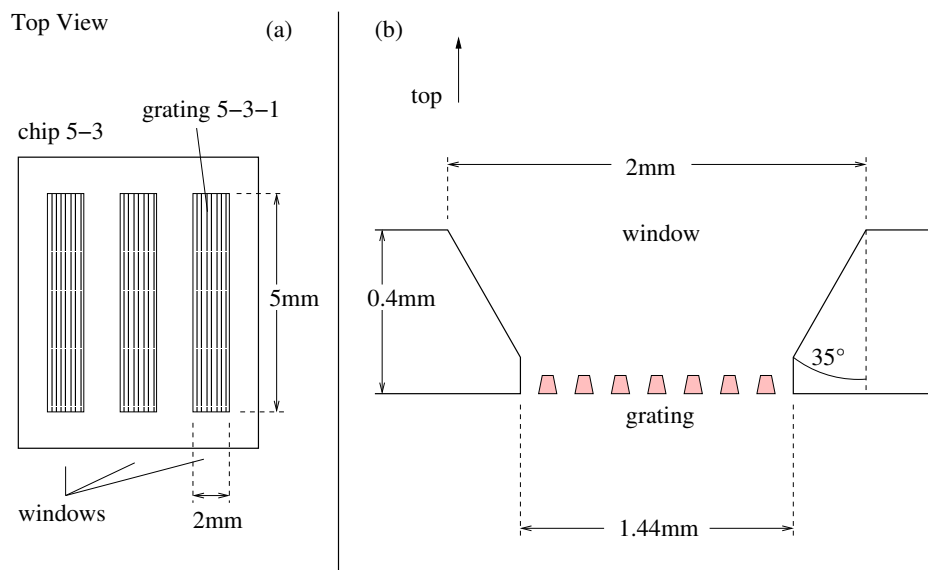 Top View
(a)
grating 5−3−1
chip 5−3
5mm
windows
2mm
(b)
top
2mm
window
0.4mm
35°
grating
1.44mm